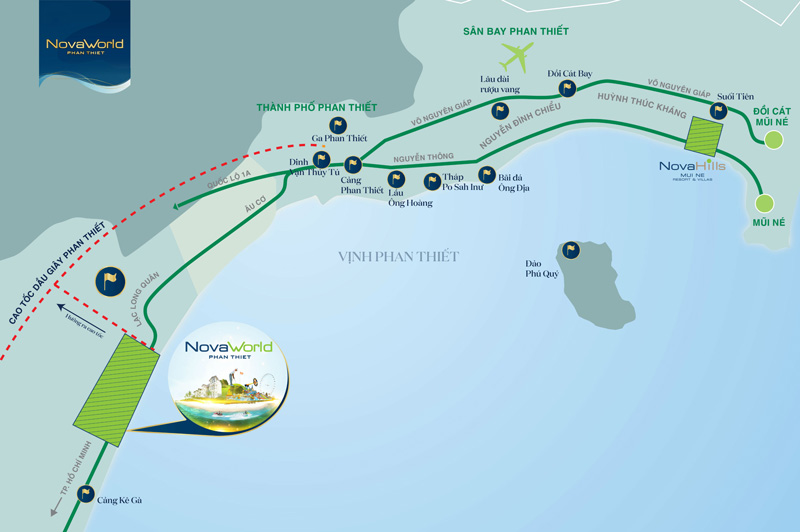 NovaWorld
PHAN THIET
SÂN BAY PHAN THIẾT
Lâu đài
rượu vang
Đồi Cát Bay
VÕ NGUYÊN GIÁP
Suối Tiên
ĐỒI CÁT
MŨI NÉ
THÀNH PHỐ PHAN THIẾT
Ga Phan Thiết
VÕ NGUYÊN GIÁP
NGUYỄN ĐÌNH CHIỂU
HUỲNH THÚC KHÁNG
Dinh
Vạn Thuỷ Tú
Cảng
Phan Thiết
NGUYỄN THÔNG
Lầu
Ông Hoàng
Tháp
Po Sah Inư
Bãi đá
Ông Địa
NovaHills
MUI NE
RESORT & VILLAS
MŨI NÉ
QUỐC LỘ 1A
ÂU CƠ
VỊNH PHAN THIẾT
Đảo
Phú Quý
CAO TỐC DẦU GIÂY PHAN THIẾT
LẠC LONG QUÂN
Hướng ra cao tốc
NovaWorld
PHAN THIET
TP. HỒ CHÍ MINH
Cảng Kê Gà